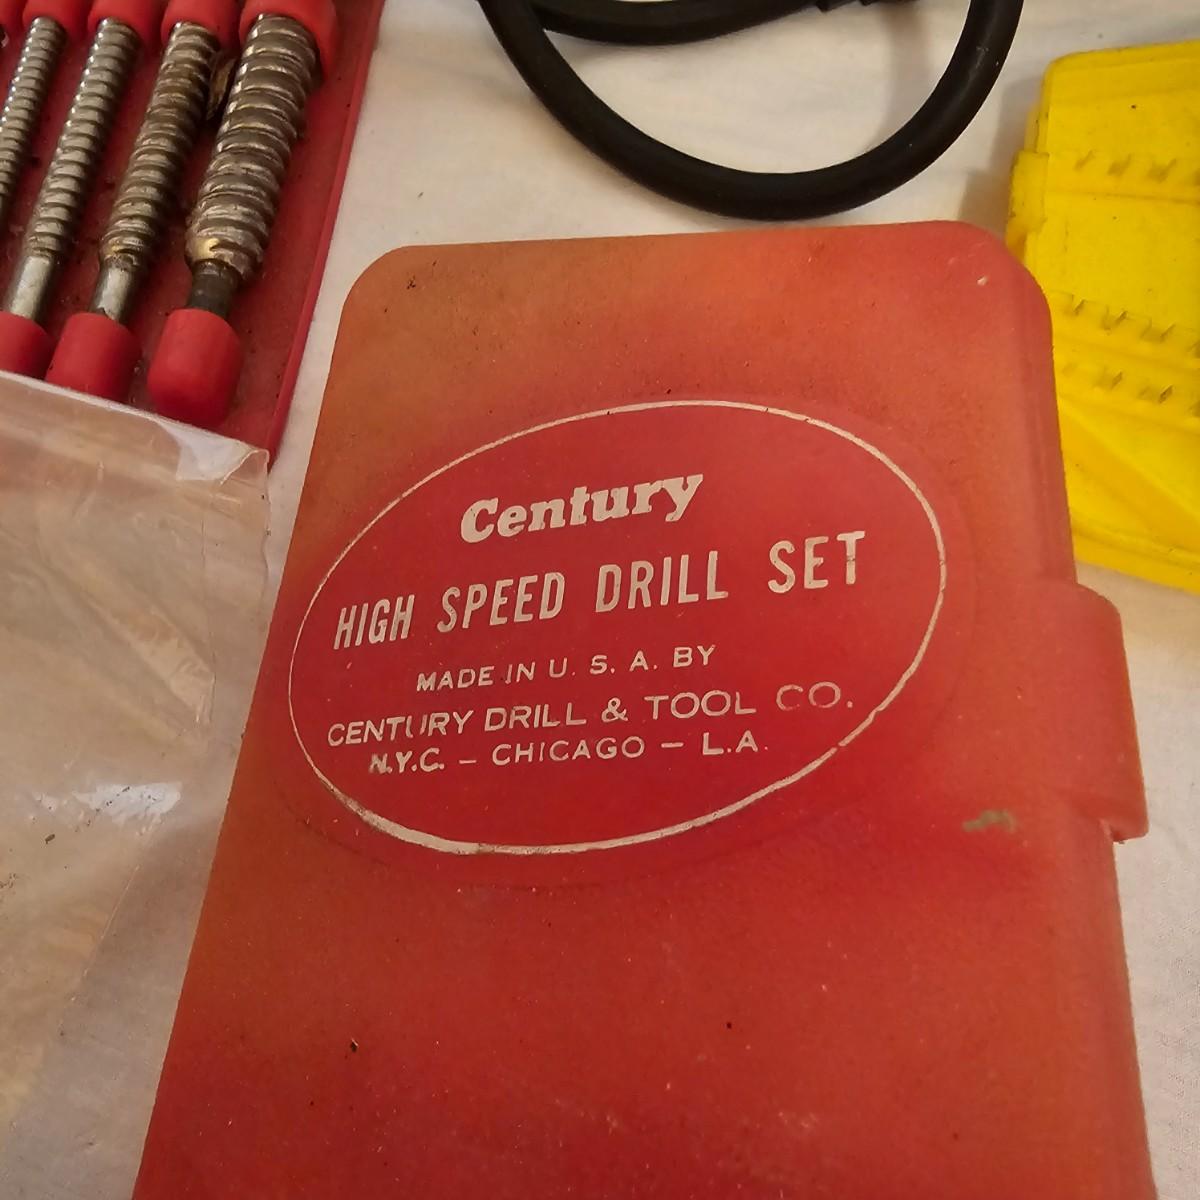 Century
HIGH SPEED DRILL SET
MADE IN U. S. A. BY
CENTURY DRILL & TOOL CO.
N.Y.C. – CHICAGO – L.A.